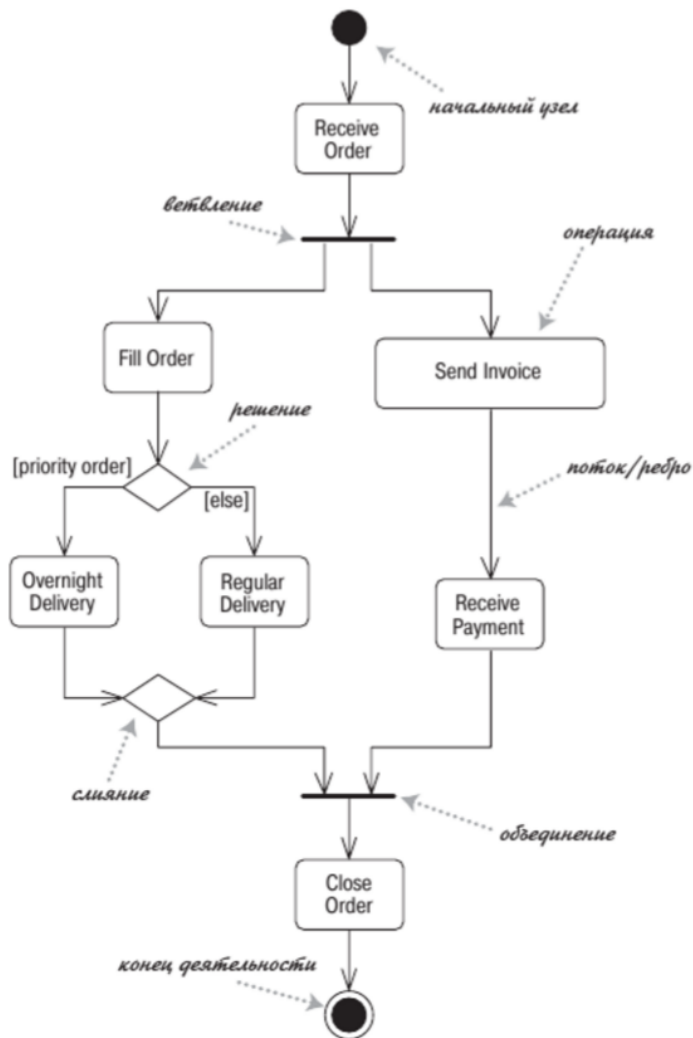 начальный узел
Receive
Order
ветвление
операция
Fill Order
Send Invoice
решение
[priority order]
[else]
поток/ребро
Overnight
Delivery
Regular
Delivery
Receive
Payment
слияние
объединение
Close
Order
конец деятельности